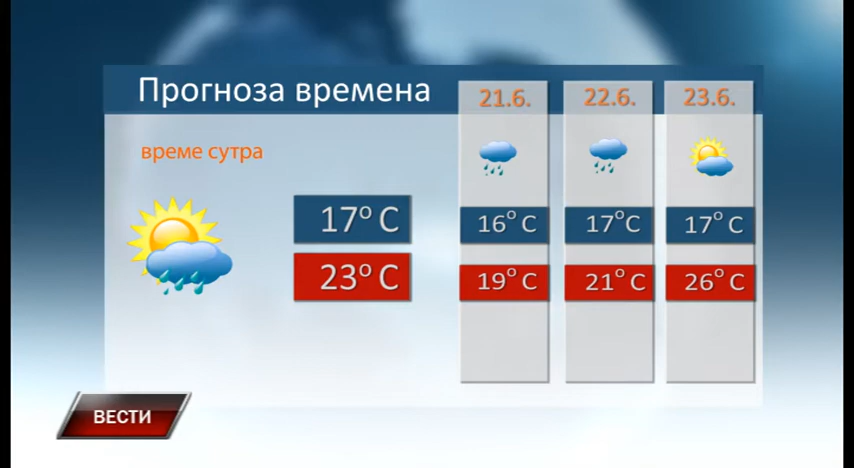 Прогноза времена
време сутра
17° C
23° C
21.6.
16° C
19° C
22.6.
17°C
21° C
23.6.
17° C
26° C
ВЕСТИ